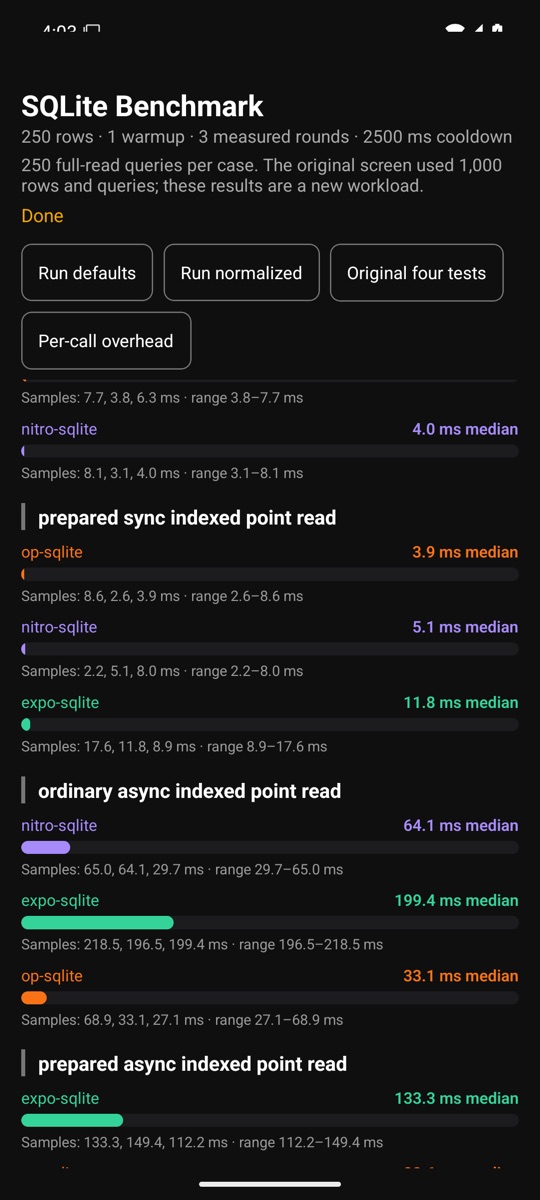 4:03
SQLite Benchmark
250 rows · 1 warmup · 3 measured rounds · 2500 ms cooldown
250 full-read queries per case. The original screen used 1,000
rows and queries; these results are a new workload.
Done
Run defaults
Run normalized
Original four tests
Per-call overhead
Samples: 7.7, 3.8, 6.3 ms · range 3.8–7.7 ms
nitro-sqlite 4.0 ms median
Samples: 8.1, 3.1, 4.0 ms · range 3.1–8.1 ms
prepared sync indexed point read
op-sqlite 3.9 ms median
Samples: 8.6, 2.6, 3.9 ms · range 2.6–8.6 ms
nitro-sqlite 5.1 ms median
Samples: 2.2, 5.1, 8.0 ms · range 2.2–8.0 ms
expo-sqlite 11.8 ms median
Samples: 17.6, 11.8, 8.9 ms · range 8.9–17.6 ms
ordinary async indexed point read
nitro-sqlite 64.1 ms median
Samples: 65.0, 64.1, 29.7 ms · range 29.7–65.0 ms
expo-sqlite 199.4 ms median
Samples: 218.5, 196.5, 199.4 ms · range 196.5–218.5 ms
op-sqlite 33.1 ms median
Samples: 68.9, 33.1, 27.1 ms · range 27.1–68.9 ms
prepared async indexed point read
expo-sqlite 133.3 ms median
Samples: 133.3, 149.4, 112.2 ms · range 112.2–149.4 ms